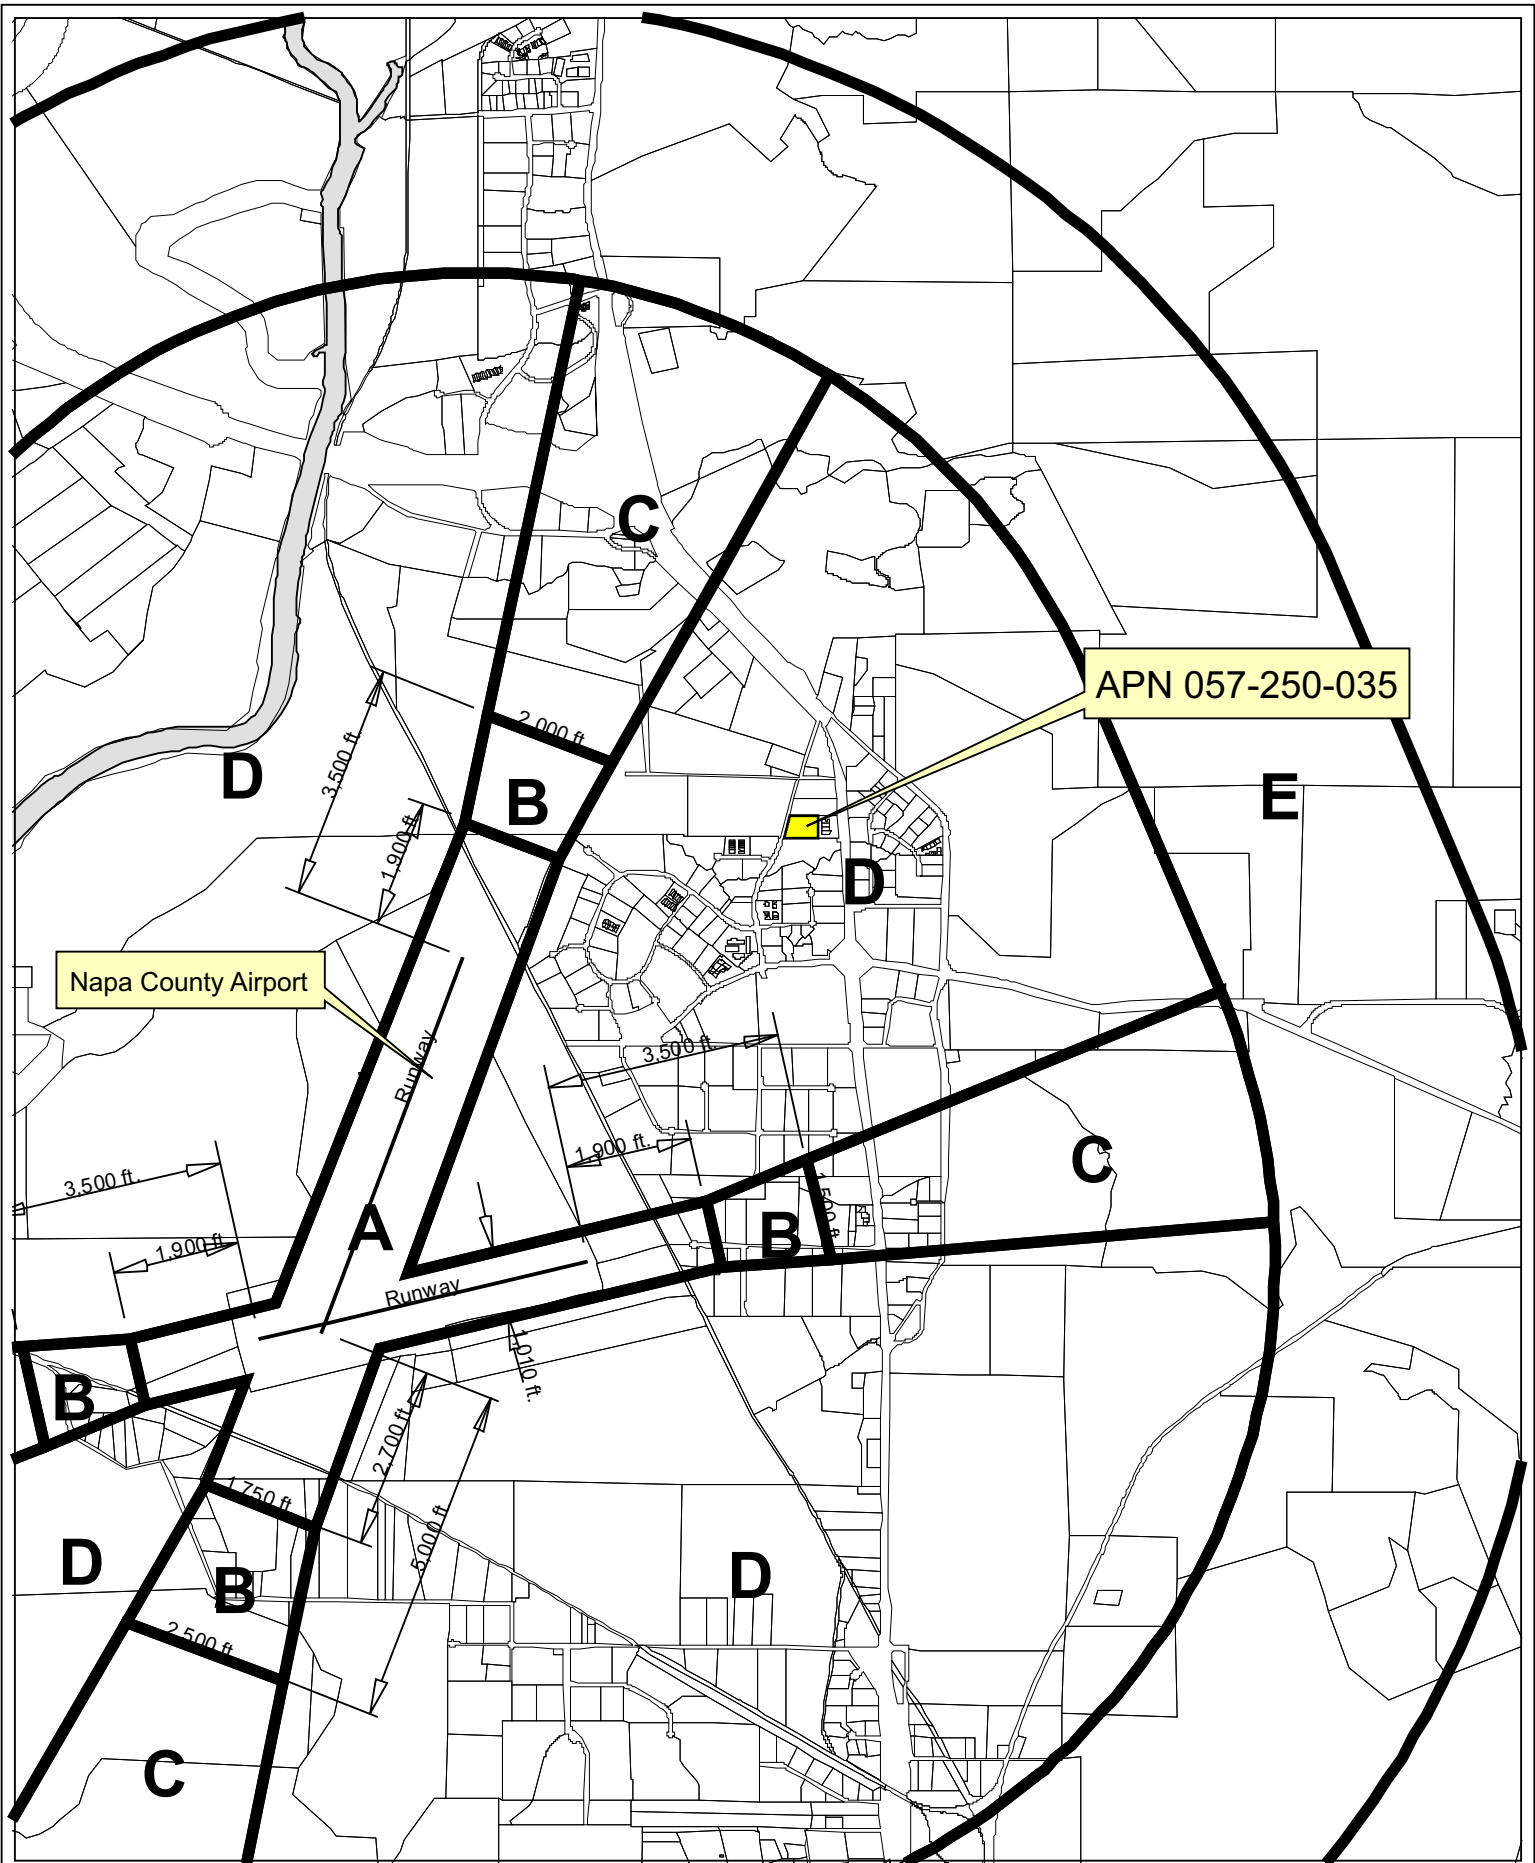 C
APN 057-250-035
2,000 ft.
3,500 ft.
D
B
E
1,900 ft.
D
Napa County Airport
Runway
3,500 ft.
1,900 ft.
C
3,500 ft.
1,500 ft.
A
B
1,900 ft.
Runway
1,010 ft.
B
2,700 ft.
1,750 ft.
5,000 ft.
D
B
D
2,500 ft.
C